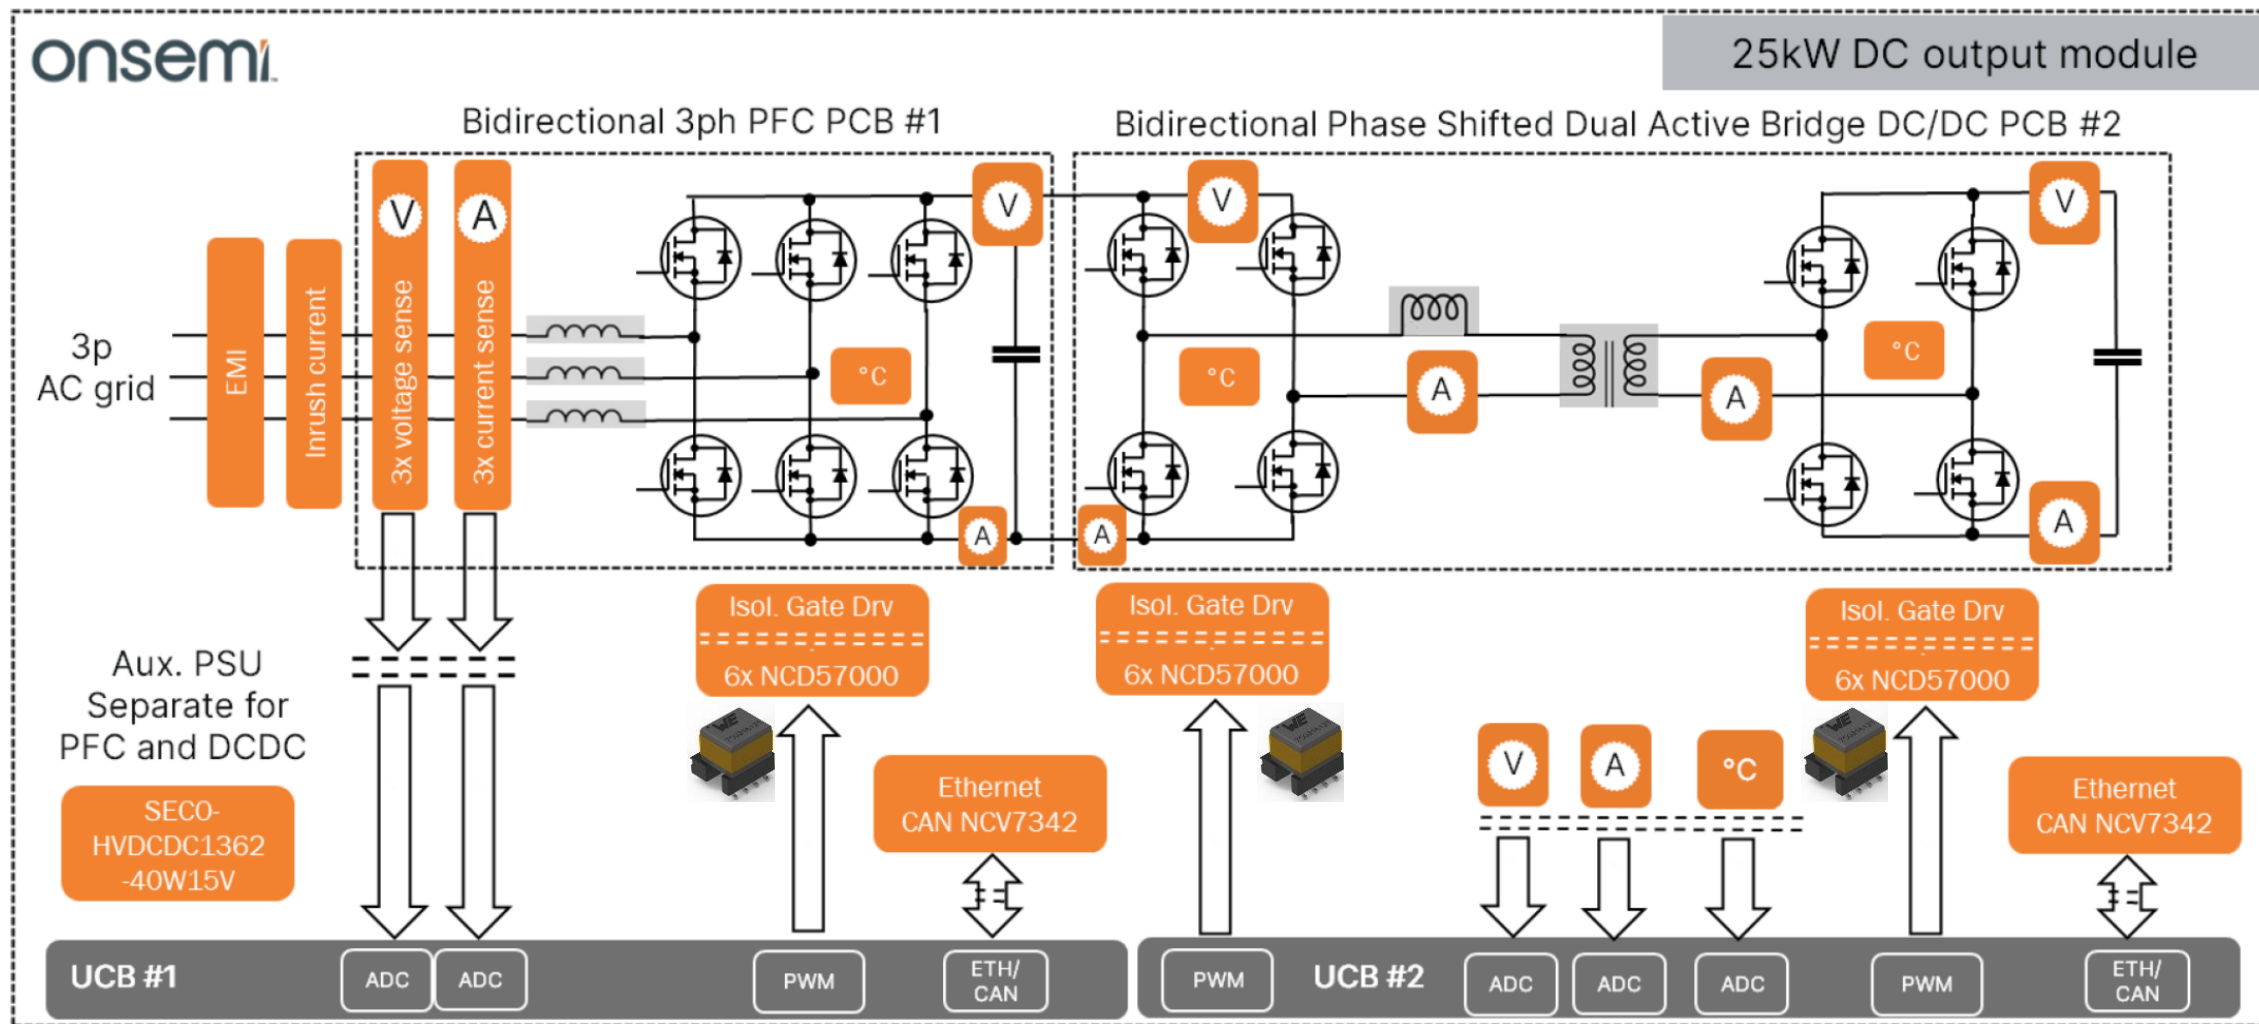 onsemi
25kW DC output module
Bidirectional 3ph PFC PCB #1
Bidirectional Phase Shifted Dual Active Bridge DC/DC PCB #2
3p
AC grid
EMI
Inrush current
V
3x voltage sense
A
3x current sense
°C
V
A
V
A
°C
A
A
°C
V
A
Isol. Gate Drv
6x NCD57000
Isol. Gate Drv
6x NCD57000
Isol. Gate Drv
6x NCD57000
Aux. PSU
Separate for
PFC and DCDC
SECO-
HVDCDC1362
-40W15V
WE
WE
WE
Ethernet
CAN NCV7342
V
A
°C
Ethernet
CAN NCV7342
UCB #1
ADC
ADC
PWM
ETH/
CAN
PWM
UCB #2
ADC
ADC
ADC
PWM
ETH/
CAN